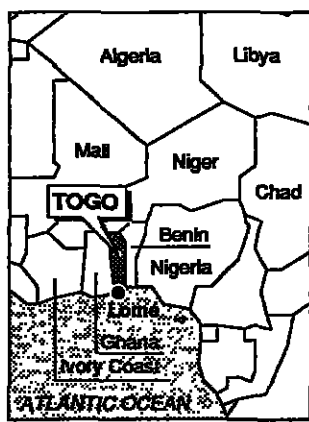 Algeria
Libya
Mali
Niger
Chad
TOGO
Benin
Nigeria
Lomé
Ghana
Ivory Coast
ATLANTIC OCEAN